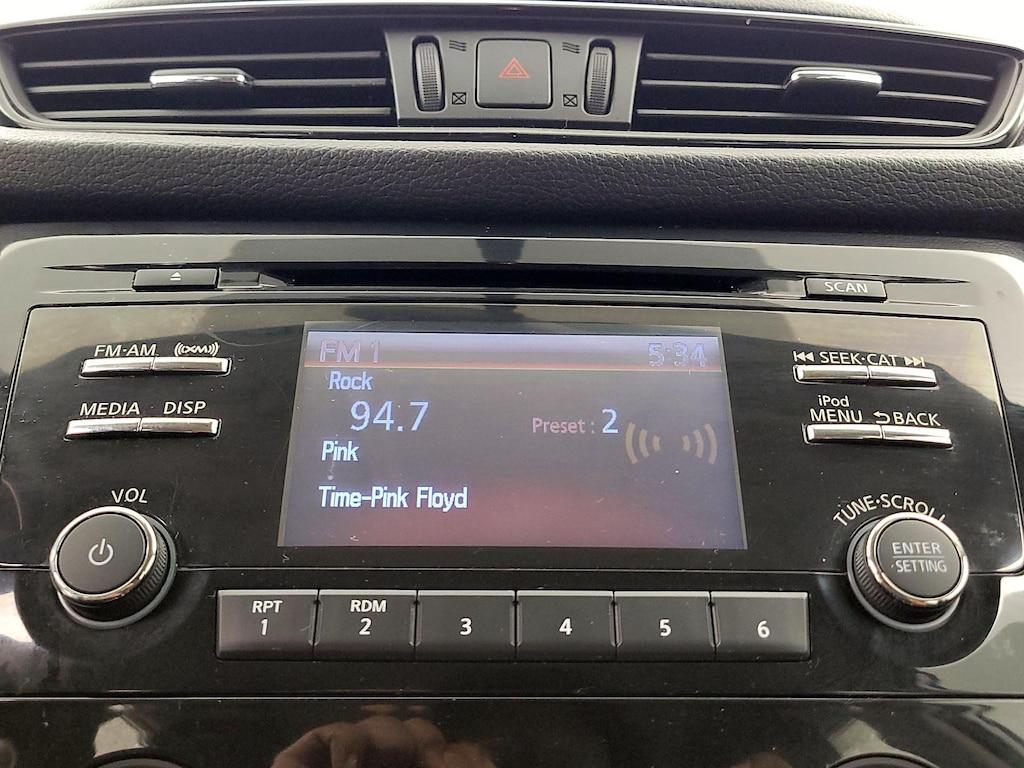 SCAN
FM·AM ((XM))
SEEK·CAT
MEDIA DISP
iPod
MENU BACK
FM 1 5:34
Rock
94.7 Preset : 2
Pink
Time-Pink Floyd
VOL
TUNE·SCROLL
ENTER
SETTING
RPT RDM
1 2 3 4 5 6